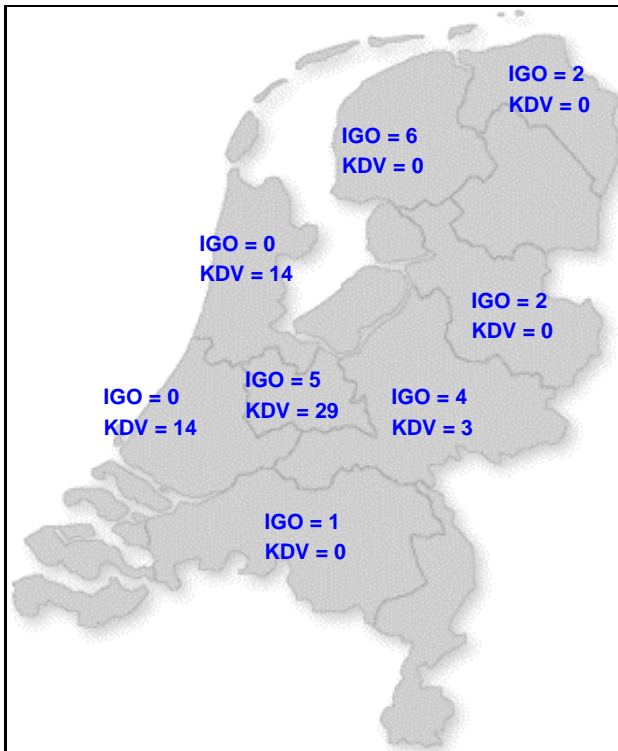 IGO = 2
KDV = 0
IGO = 6
KDV = 0
IGO = 0
KDV = 14
IGO = 2
KDV = 0
IGO = 5
KDV = 29
IGO = 0
KDV = 14
IGO = 4
KDV = 3
IGO = 1
KDV = 0